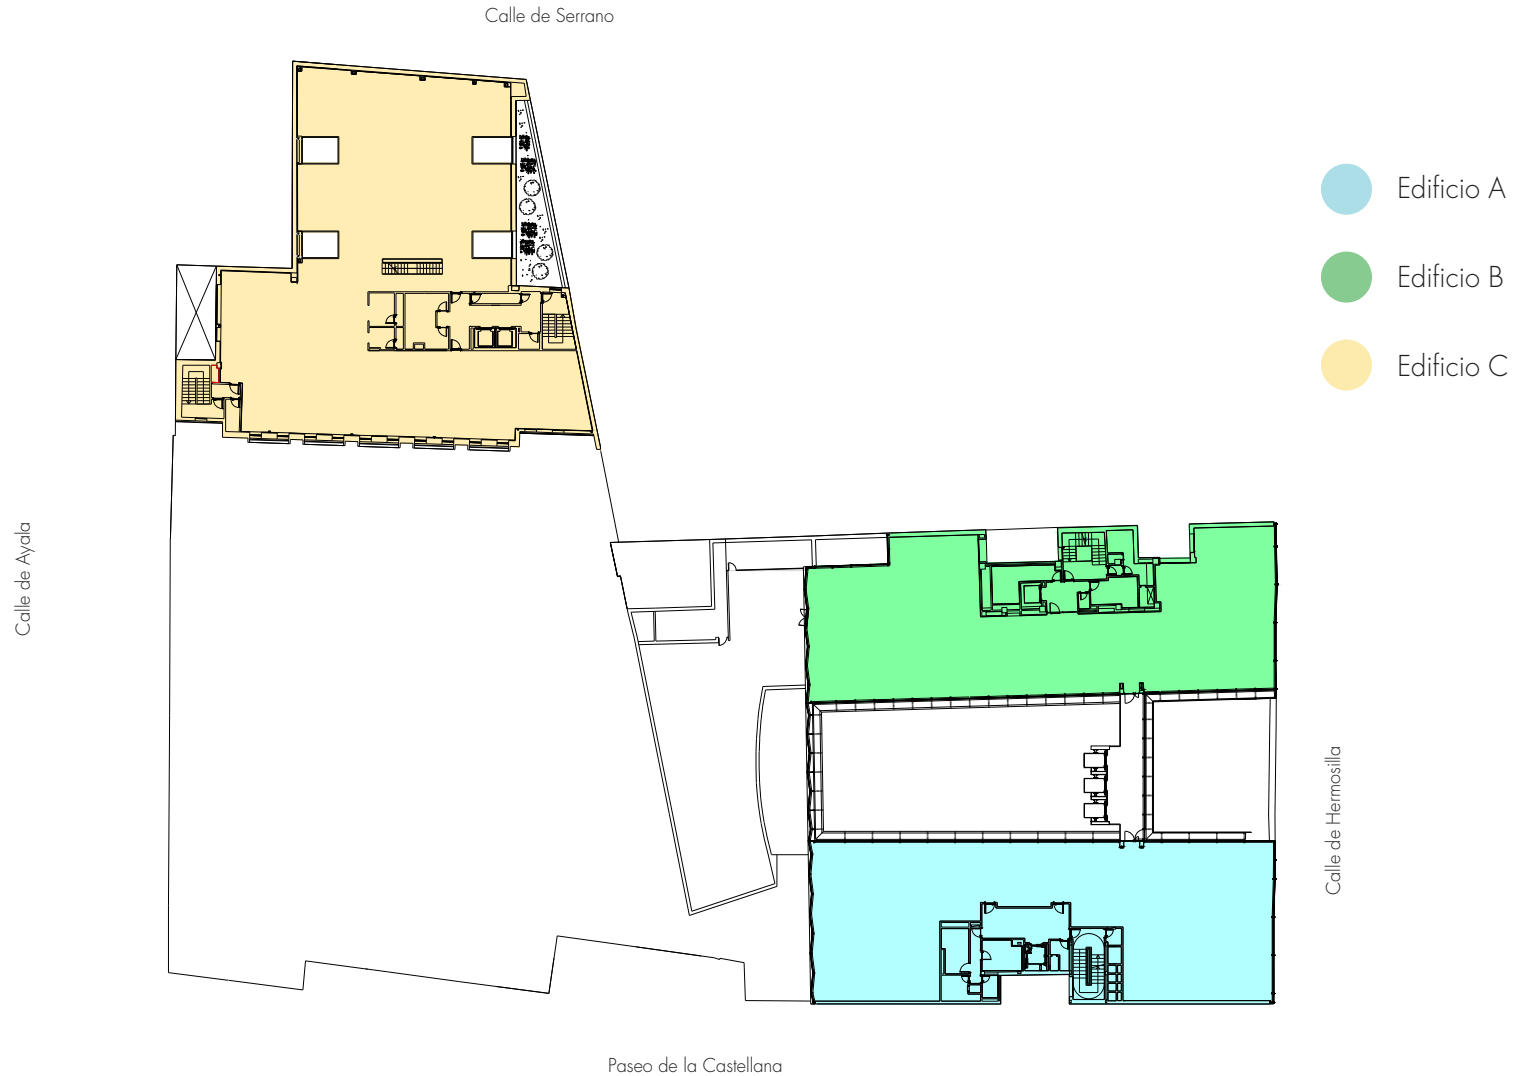 Calle de Serrano
Edificio A
Edificio B
Edificio C
Calle de Ayala
Calle de Hermosilla
Paseo de la Castellana